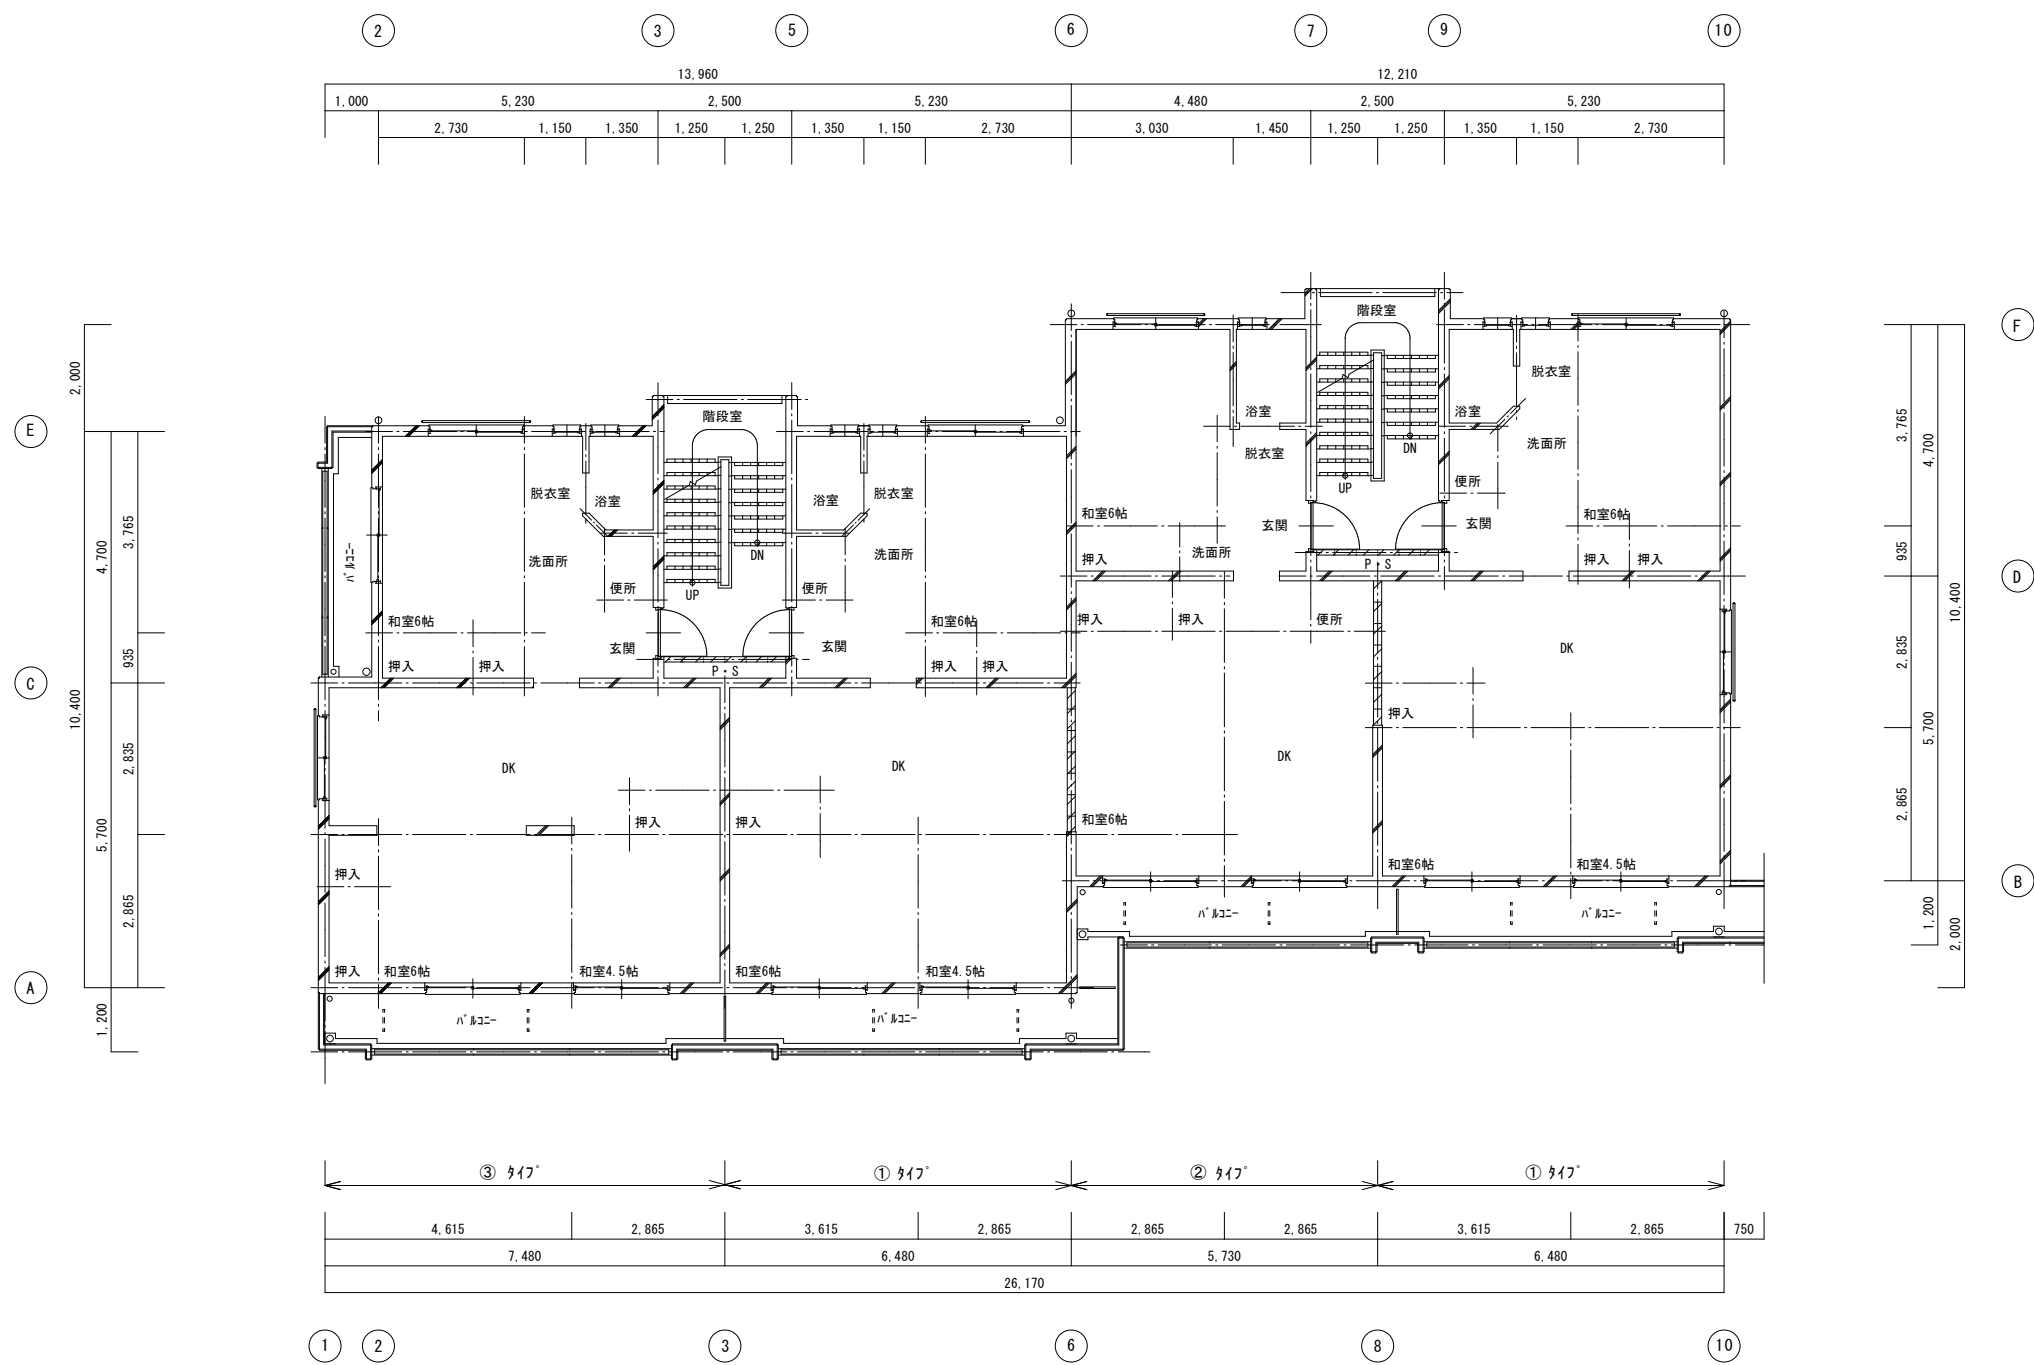 2 3 5 6 7 9 10
13,960 12,210
1,000 5,230 2,500 5,230 4,480 2,500 5,230
2,730 1,150 1,350 1,250 1,250 1,350 1,150 2,730 3,030 1,450 1,250 1,250 1,350 1,150 2,730
階段室
F
2,000
脱衣室
浴室 浴室
階段室
E
3,765 4,700
洗面所
DN
脱衣室
UP 便所
脱衣室 浴室 浴室 脱衣室
和室6帖 玄関 玄関 和室6帖
3,765 4,700
バルコニー
DN
洗面所 洗面所
洗面所
押入 押入 押入
935
P・S
D
便所 UP 便所
10,400
和室6帖 和室6帖
押入 押入 便所
玄関 玄関
DK
2,835
935
押入 押入 押入 押入
P・S
C
10,400
押入
5,700
2,835
DK DK DK
押入 押入 和室6帖
2,865
5,700
押入
和室6帖 和室4.5帖
B
2,865
バルコニー バルコニー
1,200 2,000
押入 和室6帖 和室4.5帖 和室6帖 和室4.5帖
A
バルコニー バルコニー
1,200
③ タイプ ① タイプ ② タイプ ① タイプ
4,615 2,865 3,615 2,865 2,865 2,865 3,615 2,865 750
7,480 6,480 5,730 6,480
26,170
1 2 3 6 8 10